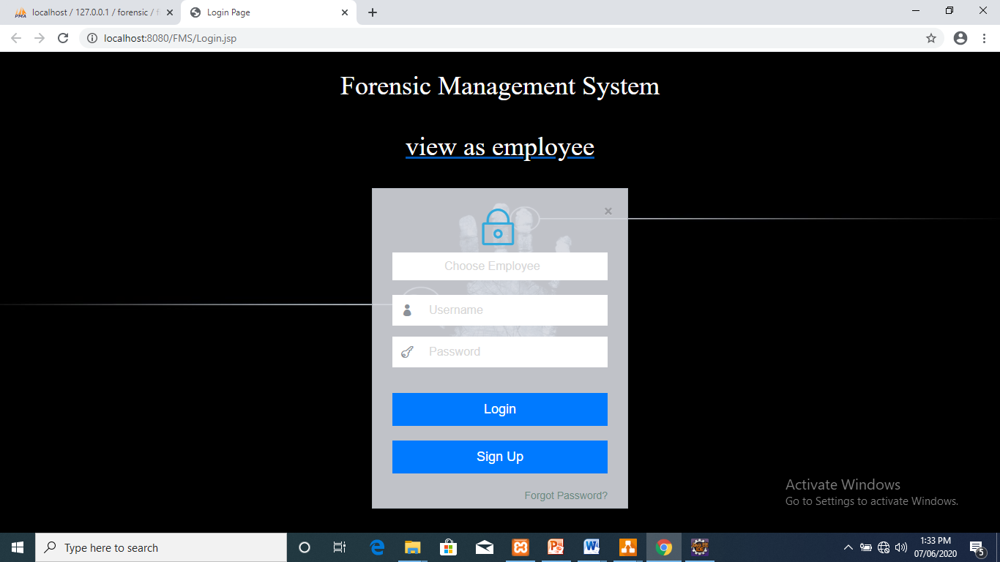 localhost / 127.0.0.1 / forensic / f
Login Page
localhost:8080/FMS/Login.jsp
Forensic Management System
view as employee
Choose Employee
Username
Password
Login
Sign Up
Forgot Password?
Activate Windows
Go to Settings to activate Windows.
Type here to search
1:33 PM
07/06/2020
5